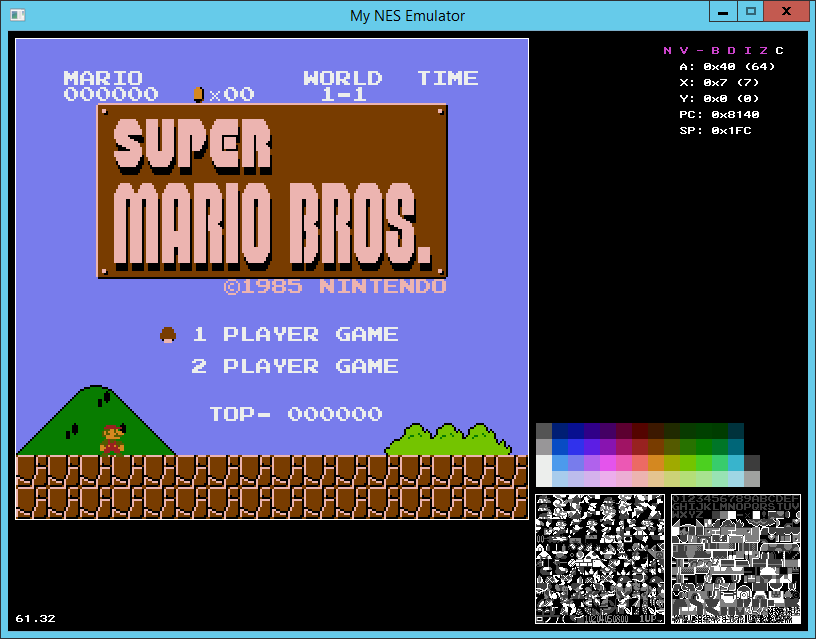 My NES Emulator
MARIO WORLD TIME
000000 ×00 1-1
SUPER
MARIO BROS.
©1985 NINTENDO
1 PLAYER GAME
2 PLAYER GAME
TOP- 000000
N V - B D I Z C
A: 0x40 (64)
X: 0x7 (7)
Y: 0x0 (0)
PC: 0x8140
SP: 0x1FC
0123456789ABCDEF
GHIJKLMNOPQRSTUV
WXYZ
1UP
61.32